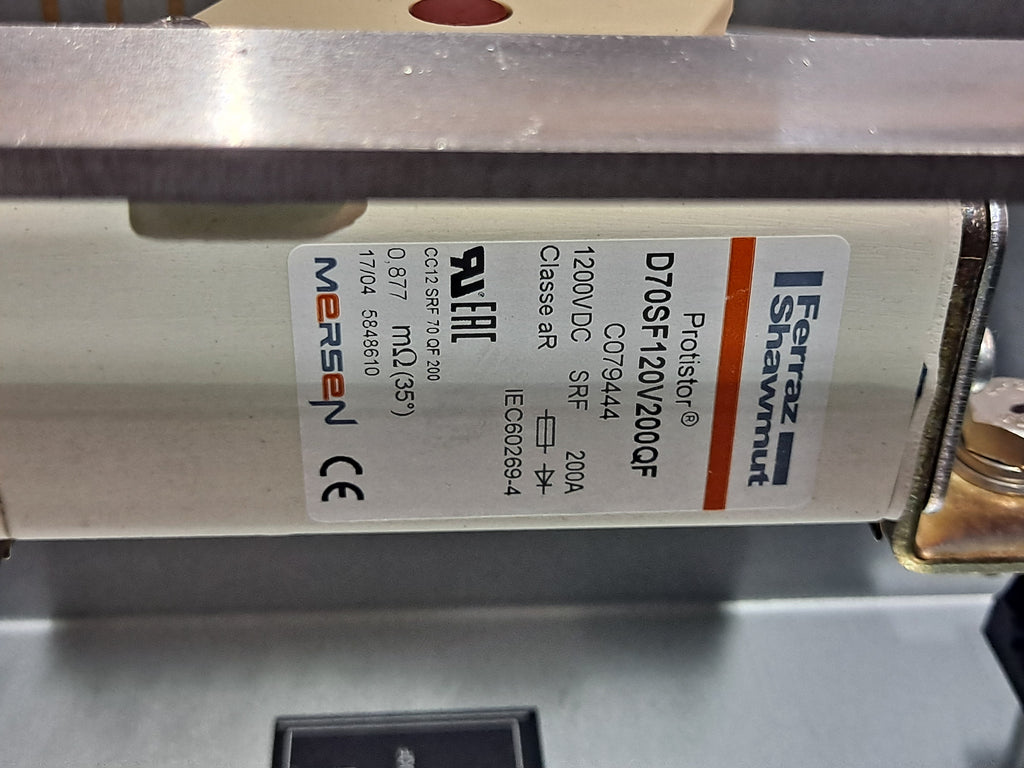 Ferraz
Shawmut
Protistor®
D70SF120V200QF
C079444
1200VDC SRF 200A
Classe aR
IEC60269-4
EAC
CC12 SRF 70 QF 200
0,877 mΩ (35°)
17/04 5848610
MERSEN CE